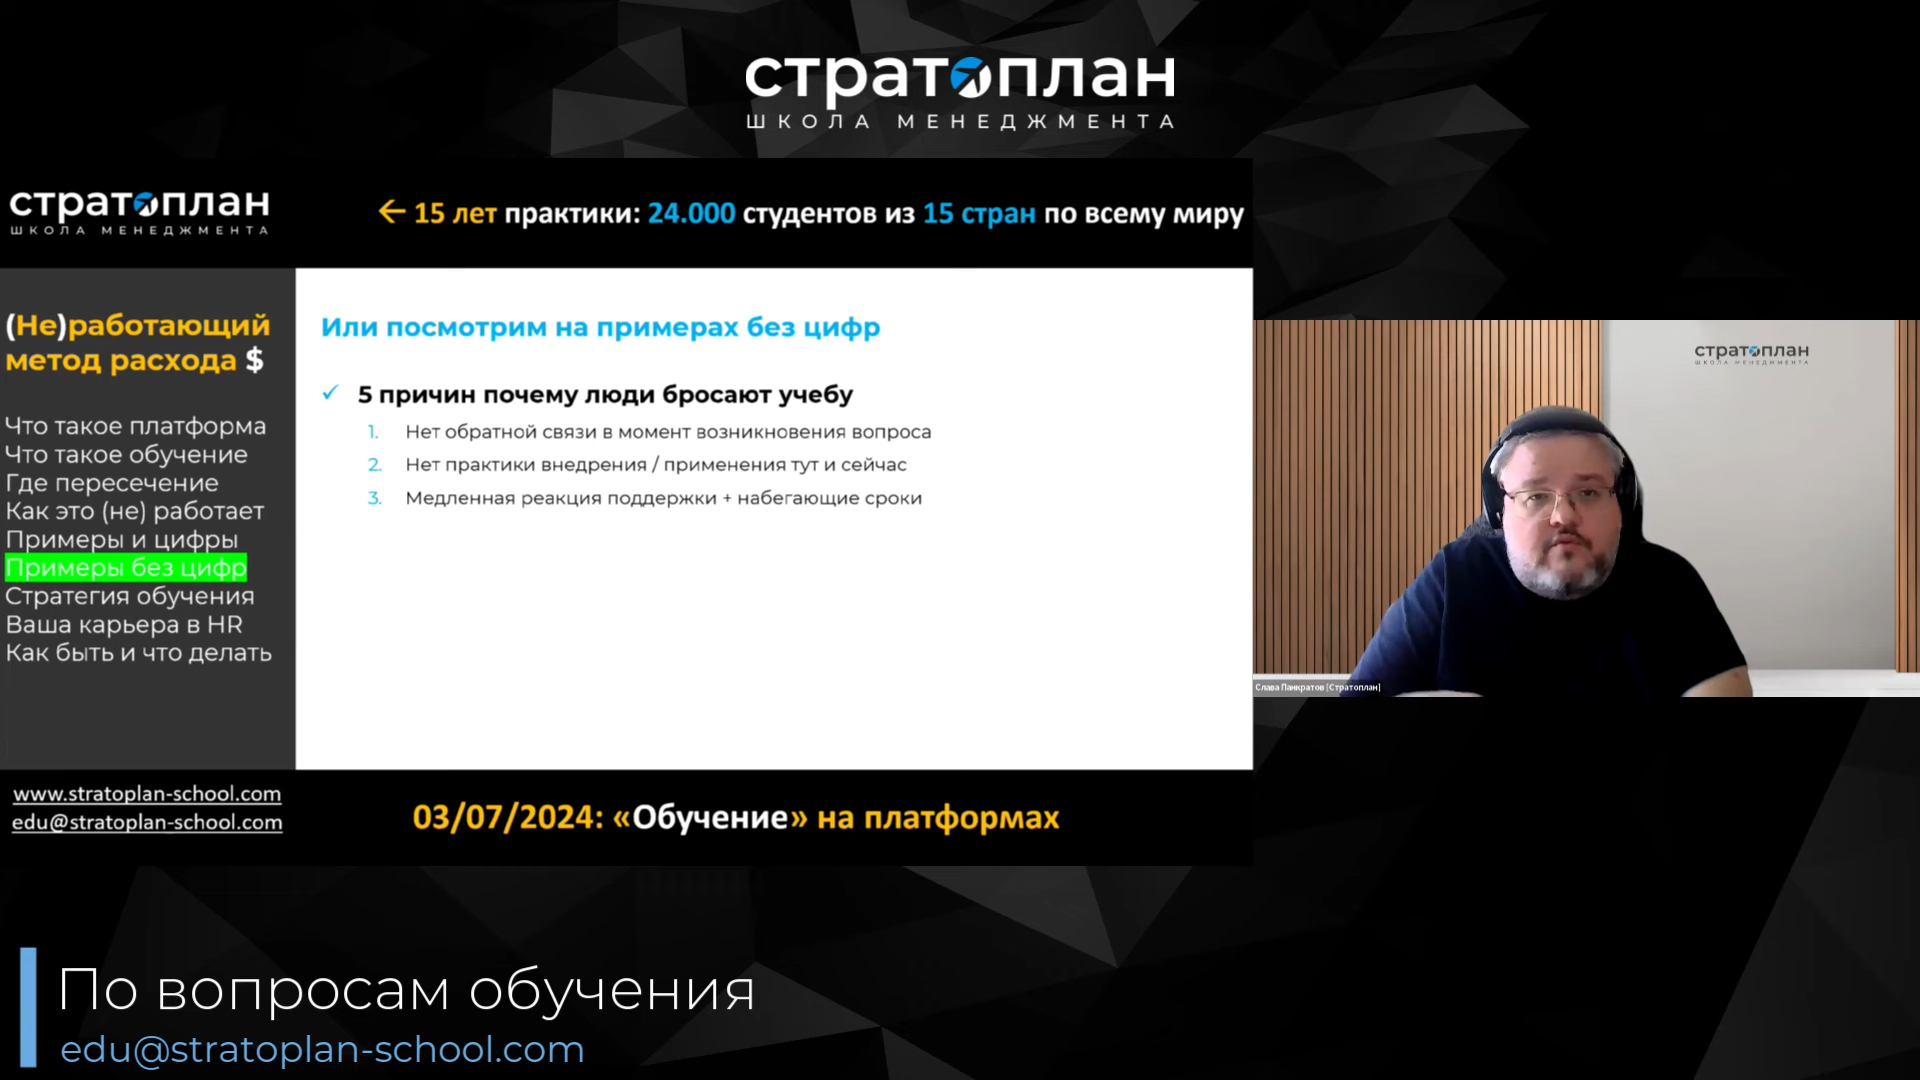 стратоплан
ШКОЛА МЕНЕДЖМЕНТА
стратоплан
ШКОЛА МЕНЕДЖМЕНТА
← 15 лет практики: 24.000 студентов из 15 стран по всему миру
(Не)работающий
метод расхода $
Что такое платформа
Что такое обучение
Где пересечение
Как это (не) работает
Примеры и цифры
Примеры без цифр
Стратегия обучения
Ваша карьера в HR
Как быть и что делать
Или посмотрим на примерах без цифр
✓ 5 причин почему люди бросают учебу
1. Нет обратной связи в момент возникновения вопроса
2. Нет практики внедрения / применения тут и сейчас
3. Медленная реакция поддержки + набегающие сроки
стратоплан
ШКОЛА МЕНЕДЖМЕНТА
Слава Панкратов [Стратоплан]
www.stratoplan-school.com
edu@stratoplan-school.com
03/07/2024: «Обучение» на платформах
По вопросам обучения
edu@stratoplan-school.com